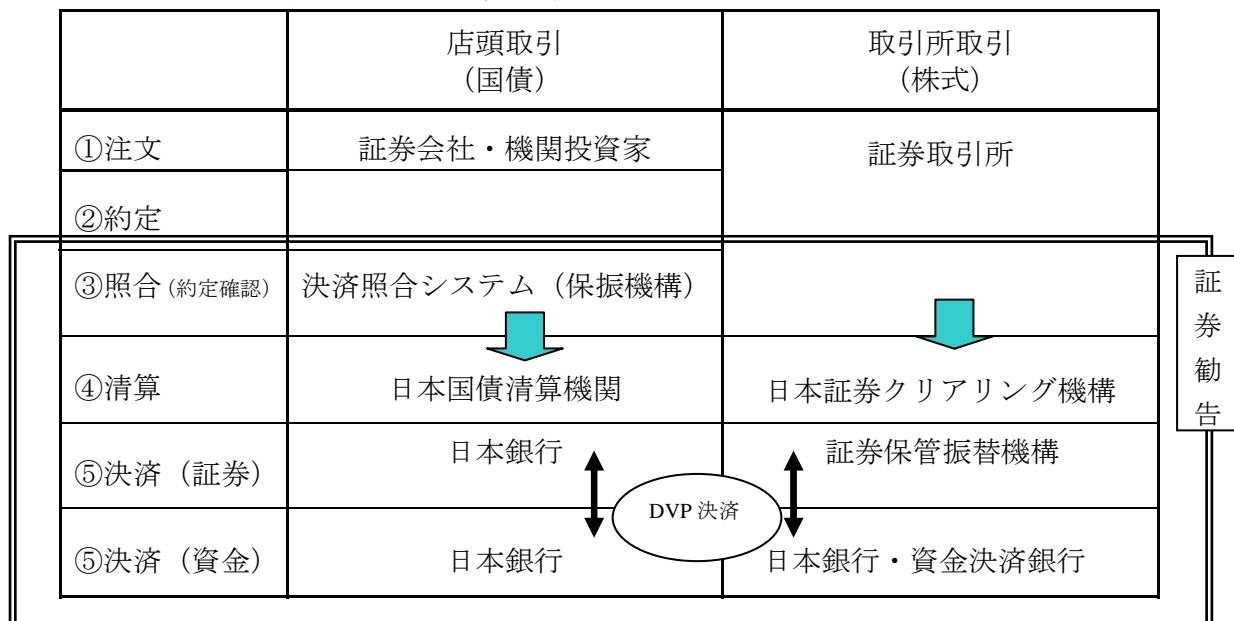 店頭取引
（国債）
取引所取引
（株式）
①注文
証券会社・機関投資家
証券取引所
②約定
③照合(約定確認)
決済照合システム（保振機構）
④清算
日本国債清算機関
日本証券クリアリング機構
⑤決済（証券）
日本銀行
証券保管振替機構
DVP 決済
⑤決済（資金）
日本銀行
日本銀行・資金決済銀行
証
券
勧
告